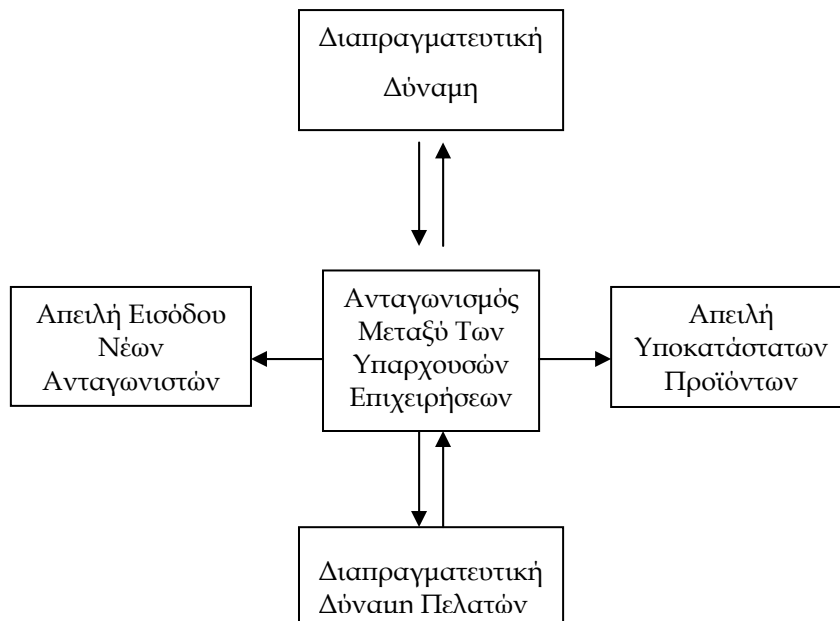 Διαπραγματευτική
Δύναμη
Απειλή Εισόδου
Νέων
Ανταγωνιστών
Ανταγωνισμός
Μεταξύ Των
Υπαρχουσών
Επιχειρήσεων
Απειλή
Υποκατάστατων
Προϊόντων
Διαπραγματευτική
Δύναμη Πελατών